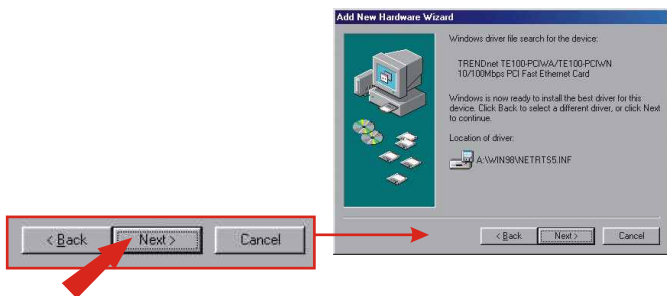 Add New Hardware Wizard
Windows driver file search for the device:
TRENDnet TE100-PCIWA/TE100-PCIWN
10/100Mbps PCI Fast Ethernet Card
Windows is now ready to install the best driver for this
device. Click Back to select a different driver, or click Next
to continue.
Location of driver:
A:\WIN98\NETRTS5.INF
< Back Next > Cancel
< Back Next > Cancel